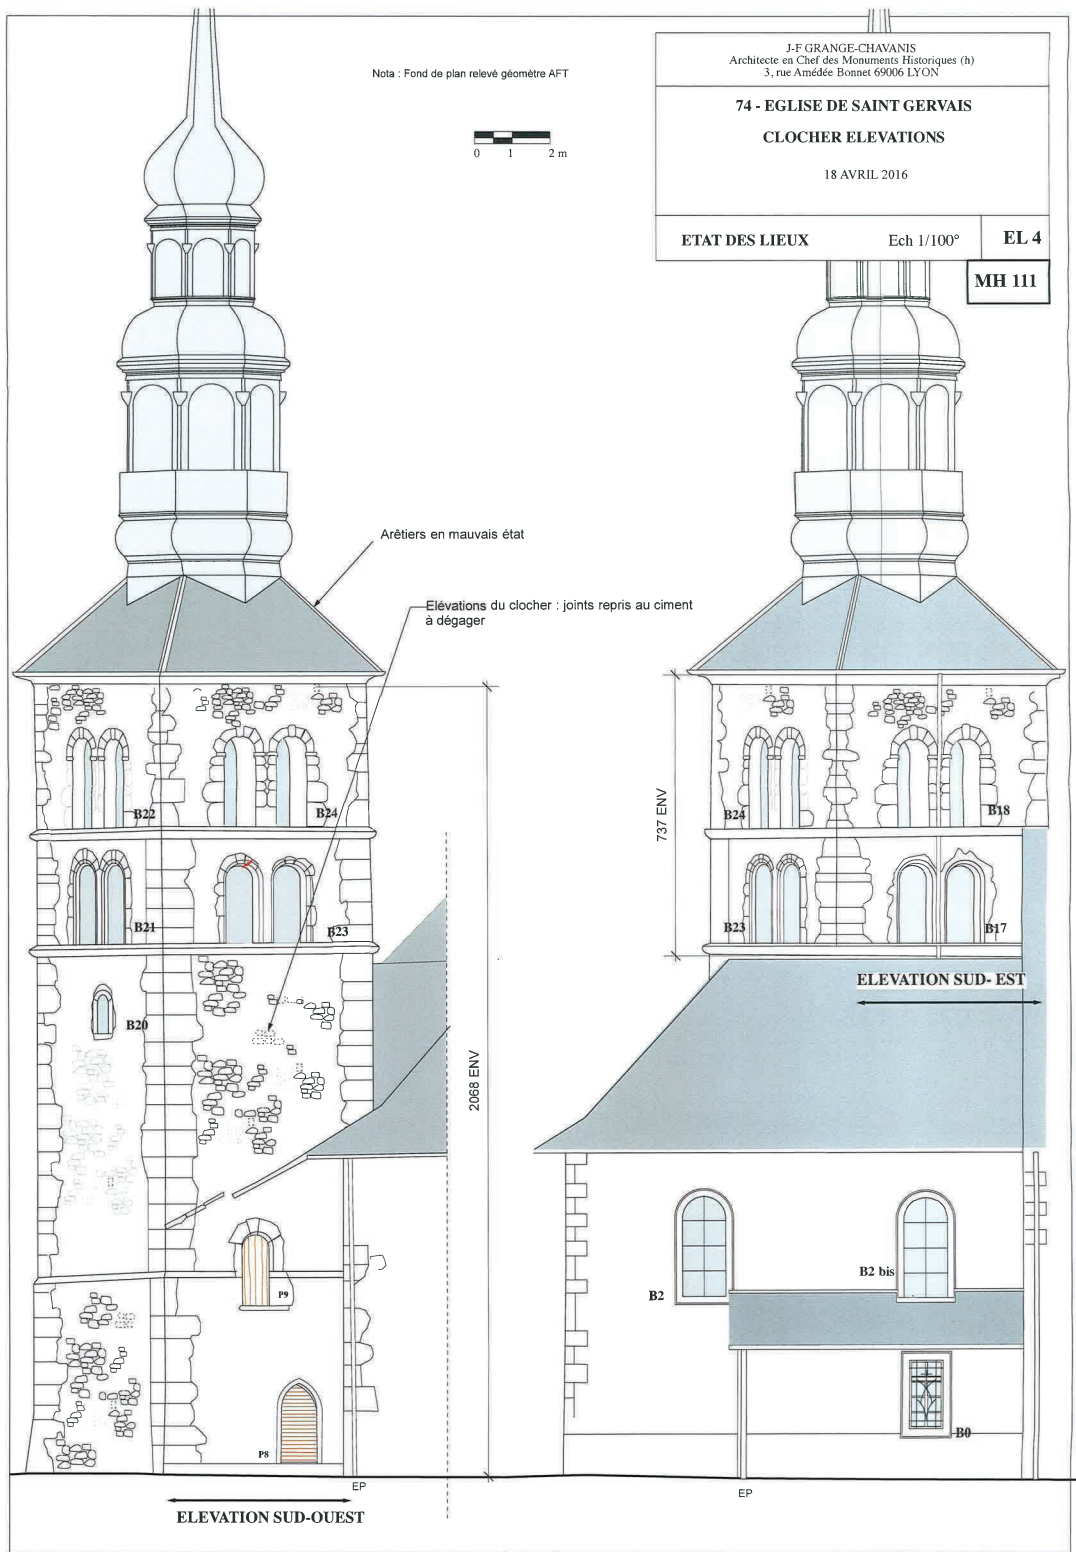 Nota : Fond de plan relevé géomètre AFT
0 1 2 m
J-F GRANGE-CHAVANIS
Architecte en Chef des Monuments Historiques (h)
3, rue Amédée Bonnet 69006 LYON
74 - EGLISE DE SAINT GERVAIS
CLOCHER ELEVATIONS
18 AVRIL 2016
ETAT DES LIEUX Ech 1/100° EL 4
MH 111
Arêtiers en mauvais état
Elévations du clocher : joints repris au ciment
à dégager
B22
B24
B21
B23
B20
P9
P8
2068 ENV
EP
ELEVATION SUD-OUEST
737 ENV
B24
B18
B23
B17
ELEVATION SUD- EST
B2
B2 bis
B0
EP